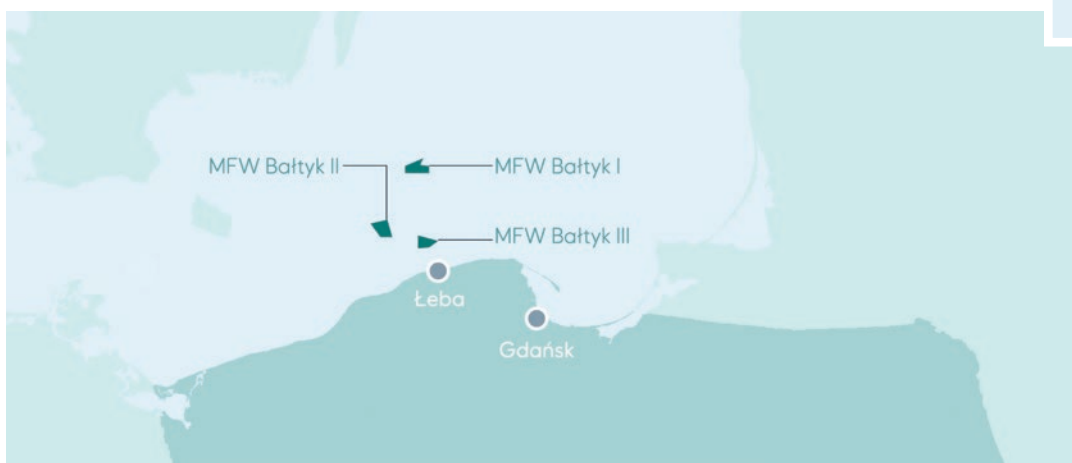 MFW Bałtyk II
MFW Bałtyk I
MFW Bałtyk III
Łeba
Gdańsk